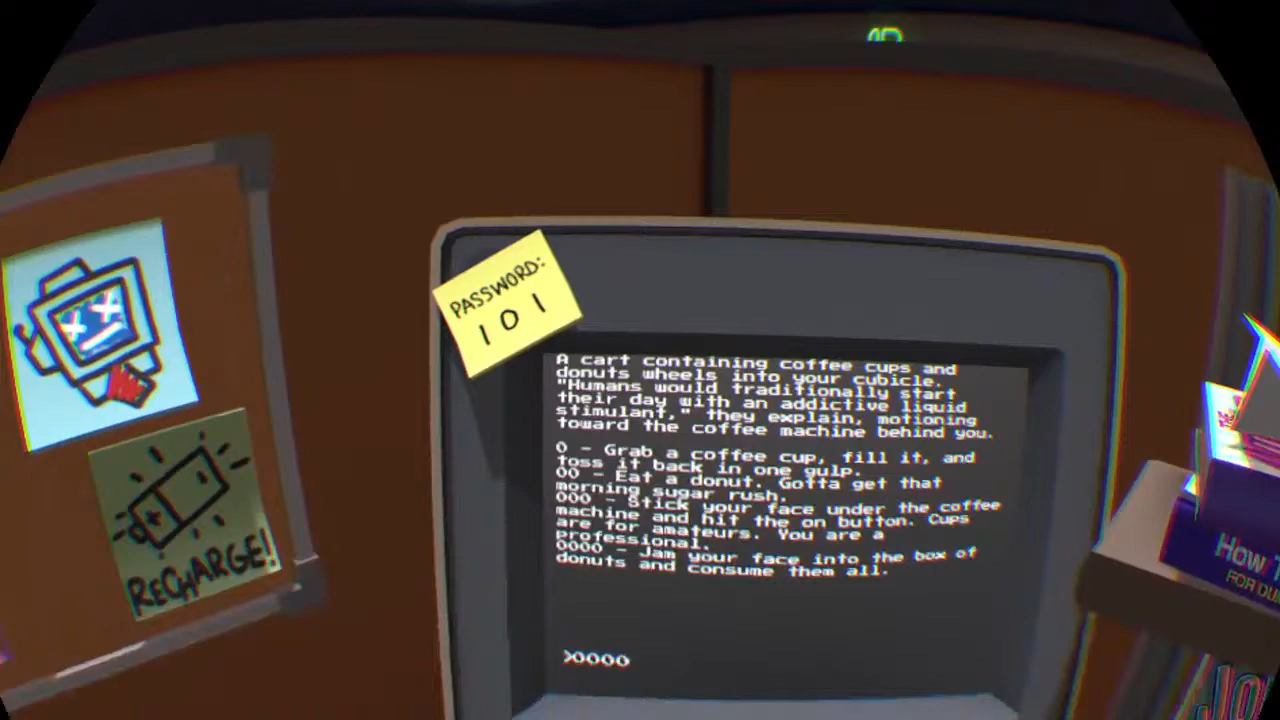 PASSWORD:
101
A cart containing coffee cups and
donuts wheels into your cubicle.
"Humans would traditionally start
their day with an addictive liquid
stimulant," they explain, motioning
toward the coffee machine behind you.
0 - Grab a coffee cup, fill it, and
toss it back in one gulp.
00 - Eat a donut. Gotta get that
morning sugar rush.
000 - Stick your face under the coffee
machine and hit the on button. Cups
are for amateurs. You are a
professional.
0000 - Jam your face into the box of
donuts and consume them all.
>0000
RECHARGE!
HOW
FOR
JO